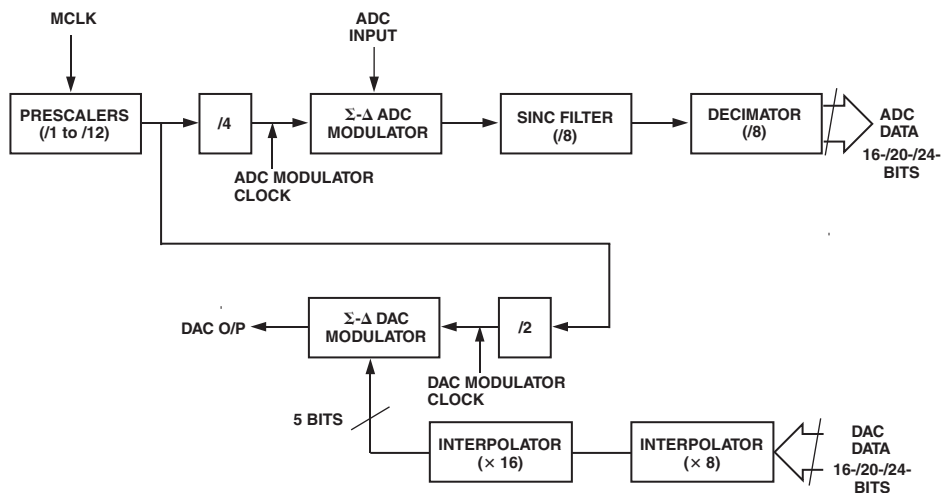 MCLK
ADC
INPUT
PRESCALERS
(/1 to /12)
/4
Σ-Δ ADC
MODULATOR
SINC FILTER
(/8)
DECIMATOR
(/8)
ADC
DATA
16-/20-/24-
BITS
ADC MODULATOR
CLOCK
DAC O/P
Σ-Δ DAC
MODULATOR
/2
DAC MODULATOR
CLOCK
5 BITS
INTERPOLATOR
(× 16)
INTERPOLATOR
(× 8)
DAC
DATA
16-/20-/24-
BITS